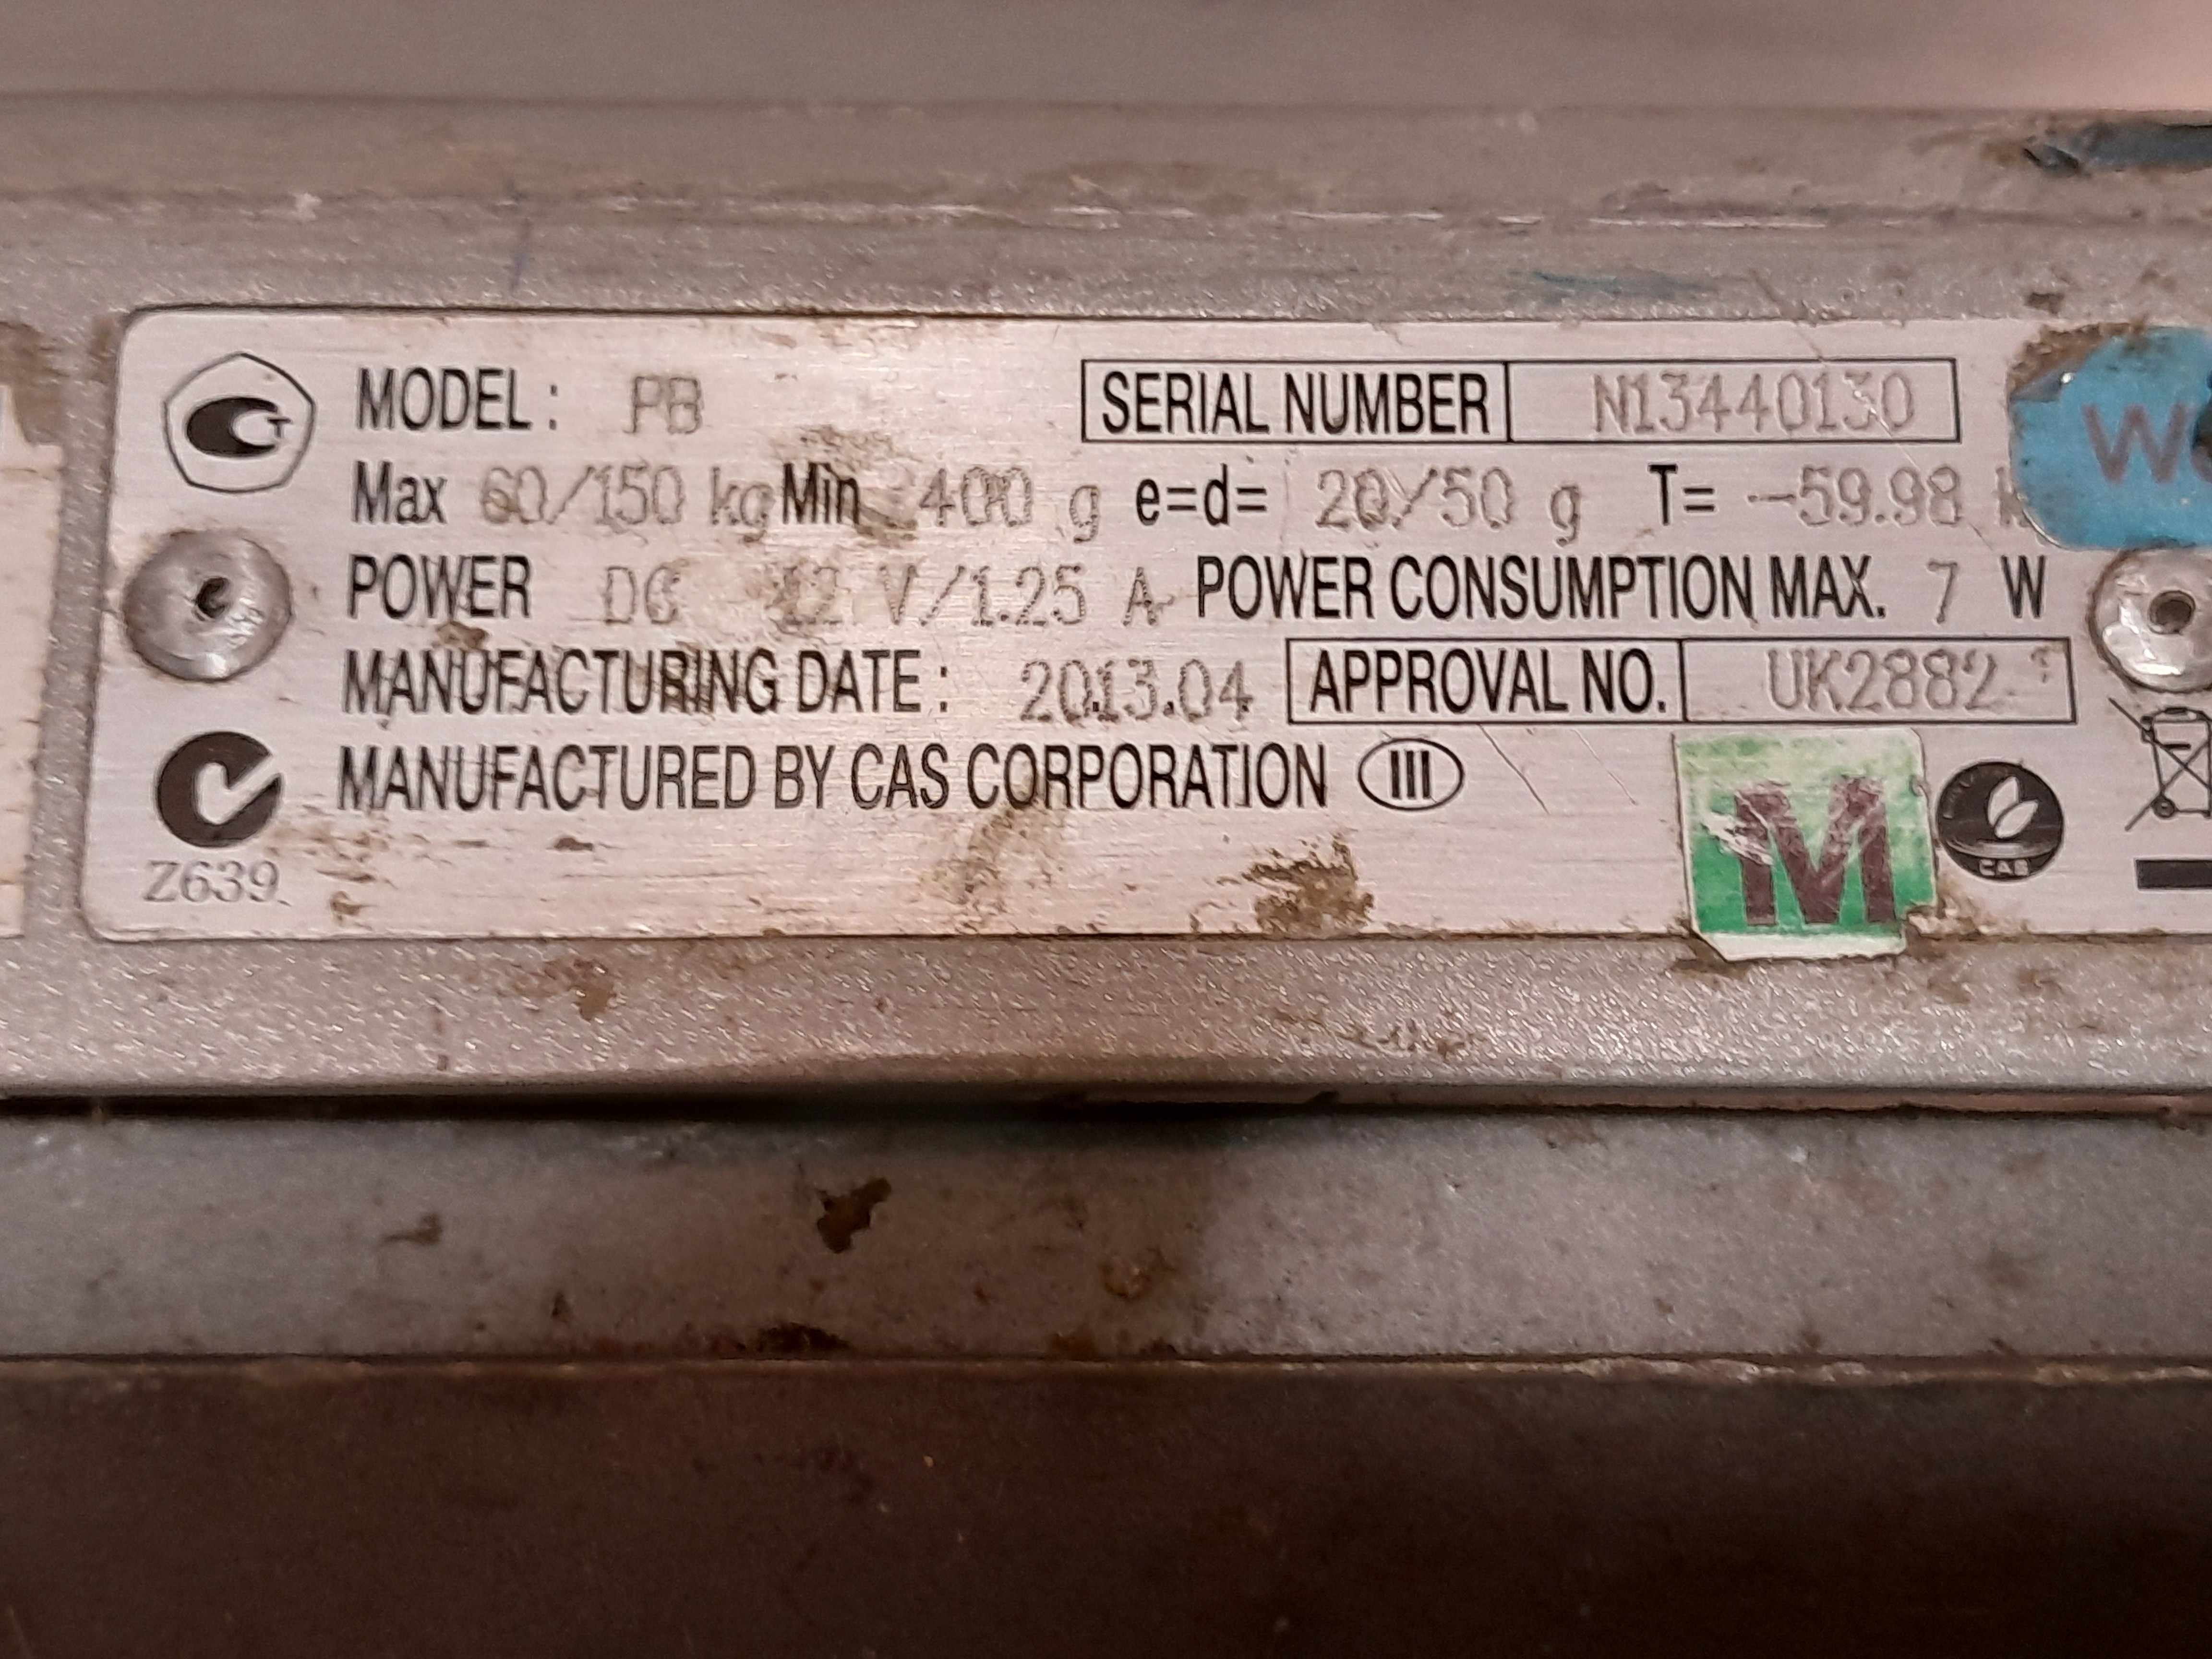 MODEL : PB SERIAL NUMBER N13440130
Max 60/150 kg Min 400 g e=d= 20/50 g T= -59.98 k
POWER DC 12 V/1.25 A POWER CONSUMPTION MAX. 7 W
MANUFACTURING DATE : 2013.04 APPROVAL NO. UK2882
MANUFACTURED BY CAS CORPORATION III
M
CAS
Z639